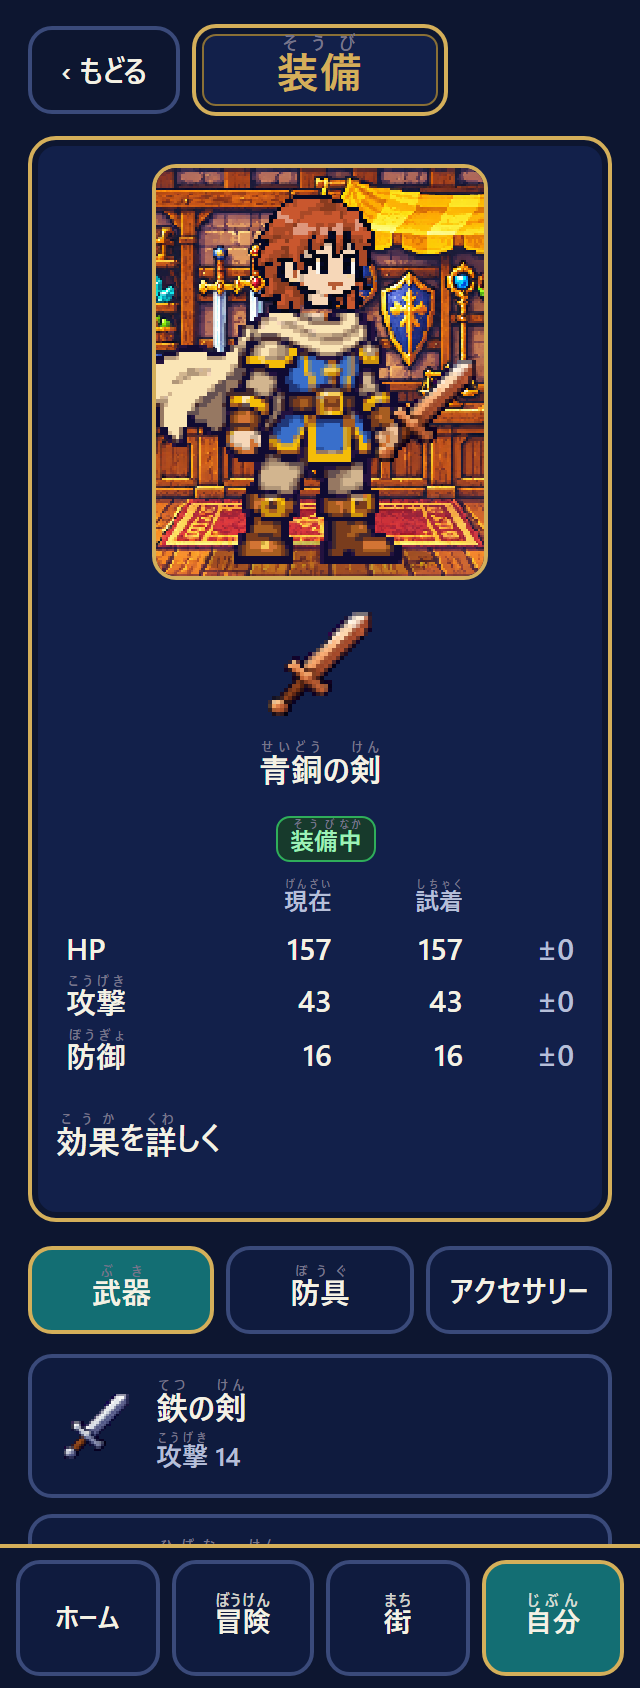 ‹ もどる
そうび
装備
せいどう けん
青銅の剣
そうびなか
装備中
げんざい しちゃく
現在 試着
HP 157 157 ±0
こうげき
攻撃 43 43 ±0
ぼうぎょ
防御 16 16 ±0
こうか くわ
効果を詳しく
ぶき ぼうぐ
武器 防具 アクセサリー
てつ けん
鉄の剣
こうげき
攻撃 14
ぼうけん まち じぶん
ホーム 冒険 街 自分